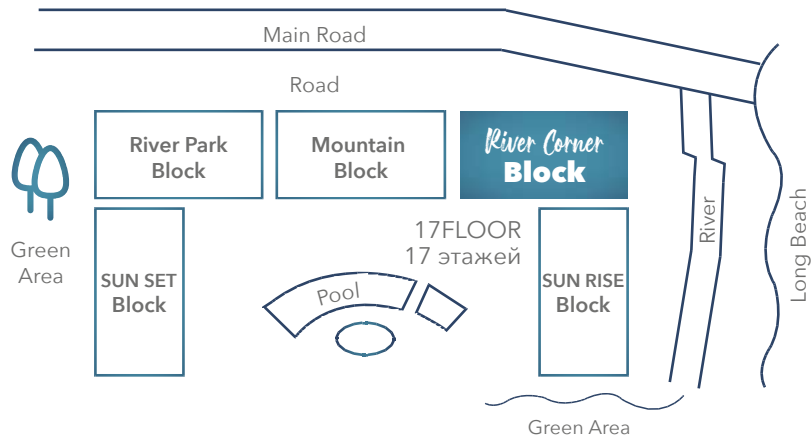 Main Road
Road
River Park
Block
Mountain
Block
River Corner
Block
Green
Area
17FLOOR
17 этажей
SUN SET
Block
Pool
SUN RISE
Block
River
Long Beach
Green Area